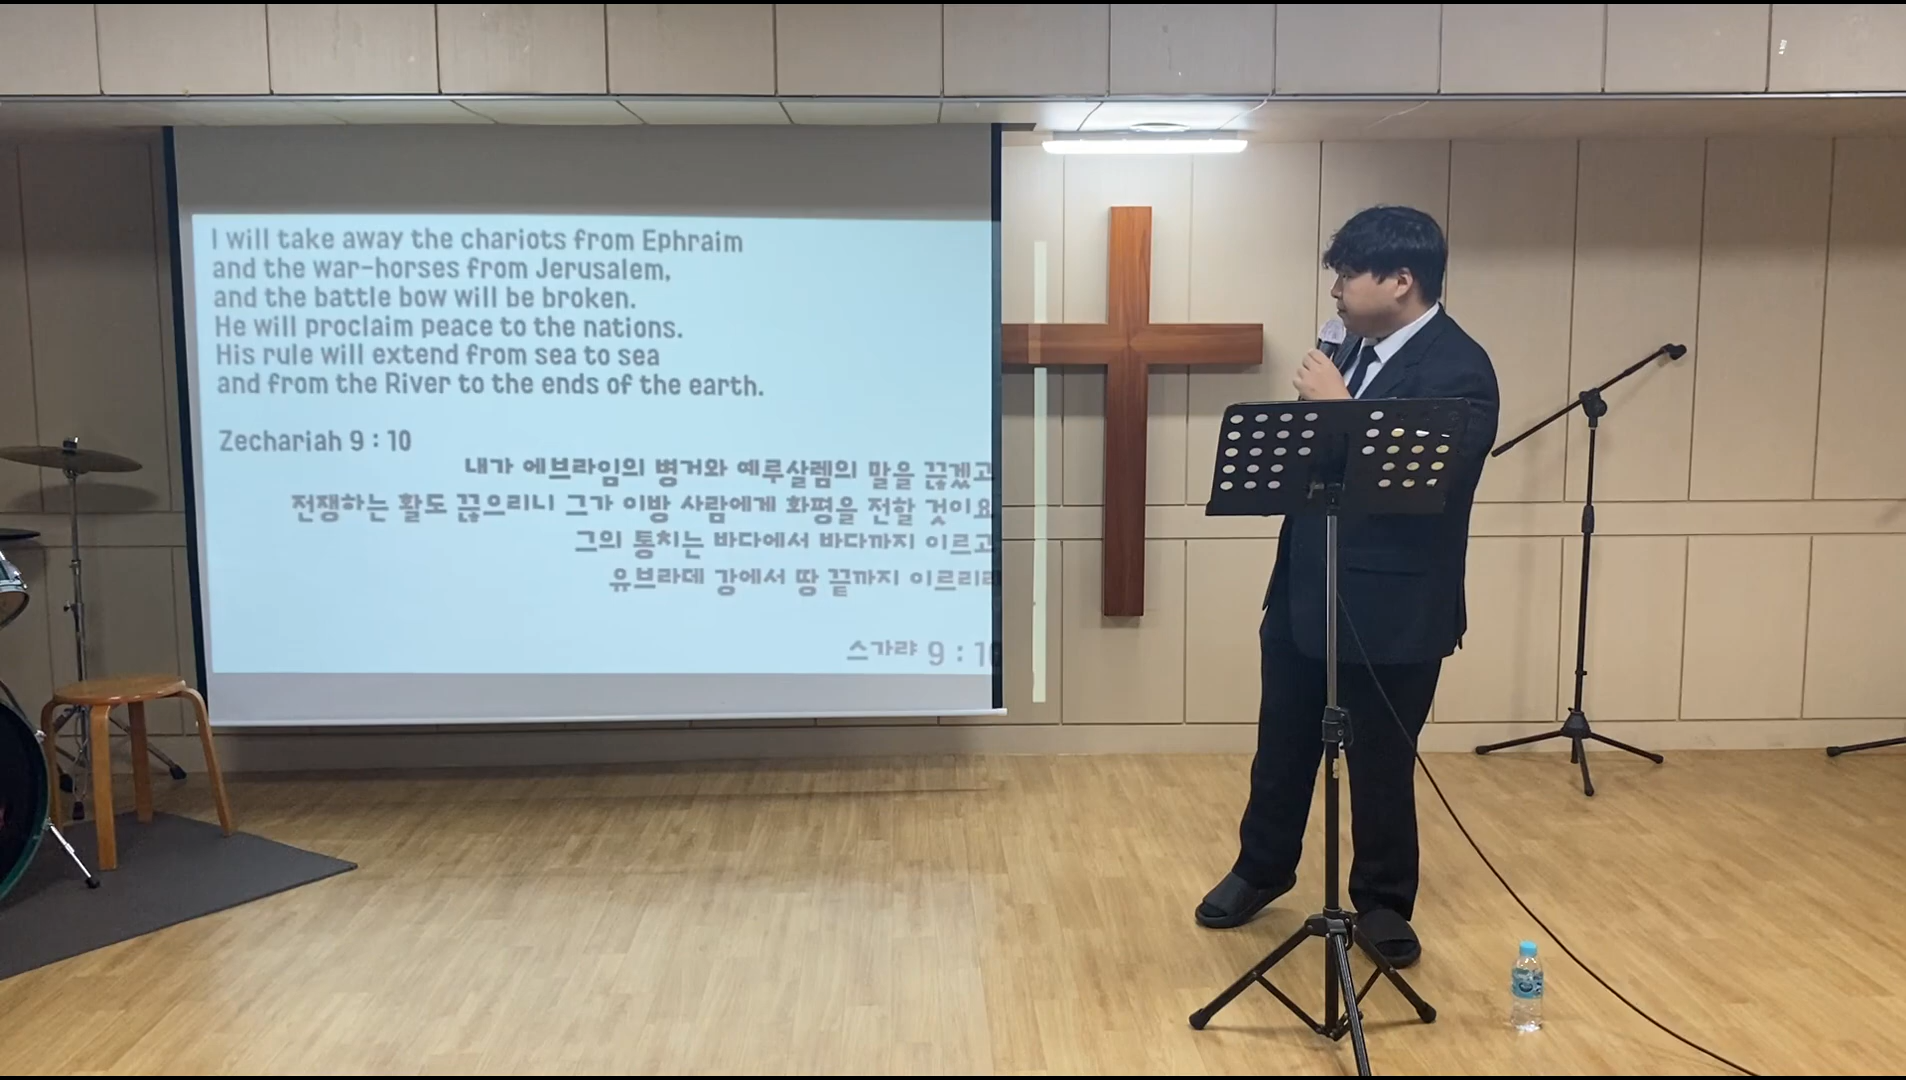 I will take away the chariots from Ephraim
and the war-horses from Jerusalem,
and the battle bow will be broken.
He will proclaim peace to the nations.
His rule will extend from sea to sea
and from the River to the ends of the earth.
Zechariah 9 : 10
내가 에브라임의 병거와 예루살렘의 말을 끊겠고
전쟁하는 활도 끊으리니 그가 이방 사람에게 화평을 전할 것이요
그의 통치는 바다에서 바다까지 이르고
유브라데 강에서 땅 끝까지 이르리라
스가랴 9 : 10